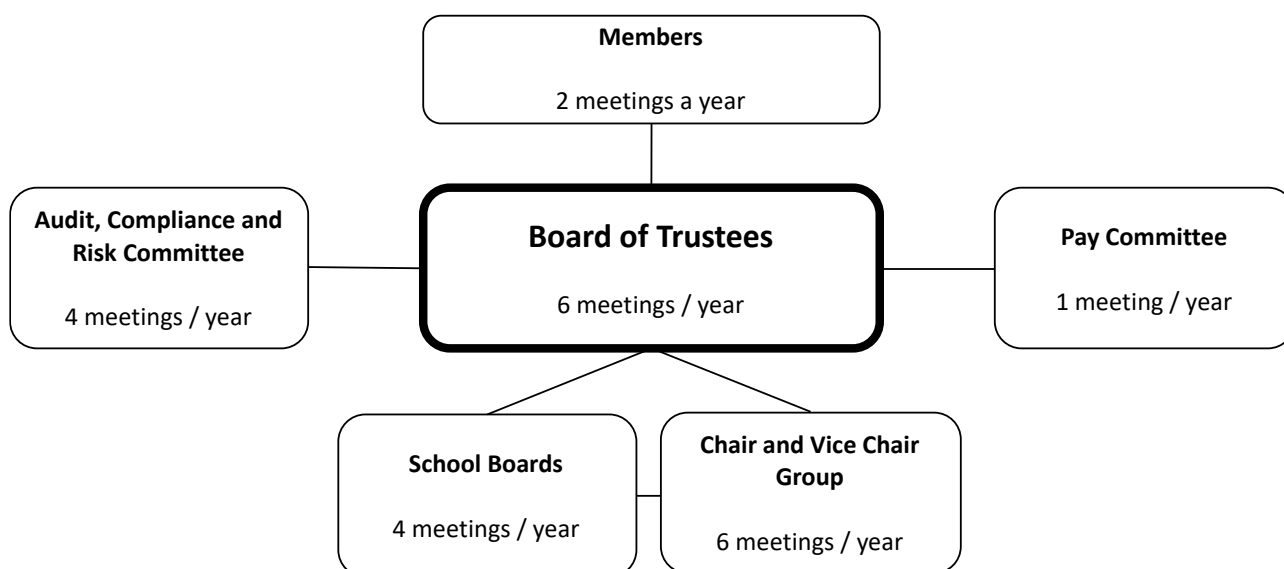 Members
2 meetings a year
Audit, Compliance and
Risk Committee
4 meetings / year
Board of Trustees
6 meetings / year
Pay Committee
1 meeting / year
School Boards
4 meetings / year
Chair and Vice Chair
Group
6 meetings / year